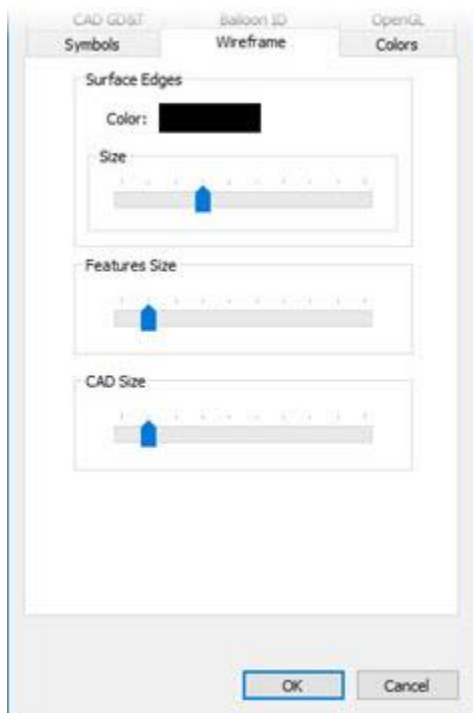 CAD GD&T Balloon ID OpenGL
Symbols Wireframe Colors
Surface Edges
Color:
Size
Features Size
CAD Size
OK Cancel